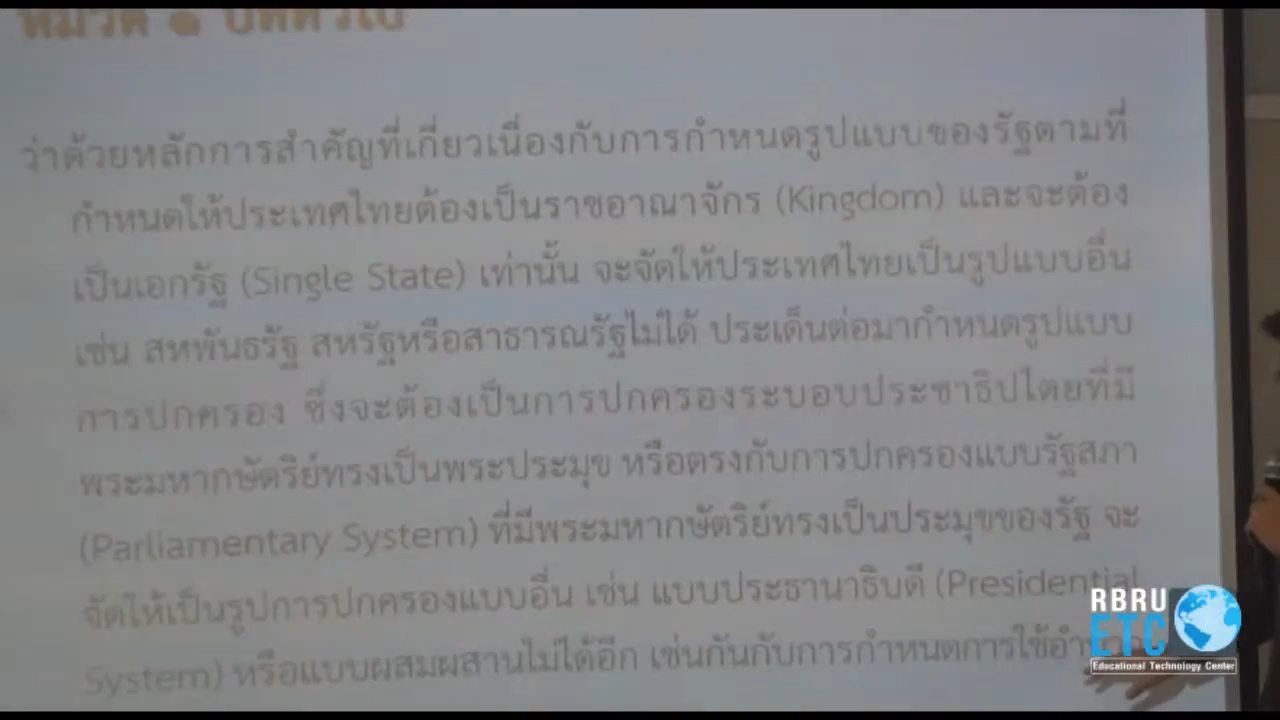 หมวด ๑ บททั่วไป
ว่าด้วยหลักการสำคัญที่เกี่ยวเนื่องกับการกำหนดรูปแบบของรัฐตามที่
กำหนดให้ประเทศไทยต้องเป็นราชอาณาจักร (Kingdom) และจะต้อง
เป็นเอกรัฐ (Single State) เท่านั้น จะจัดให้ประเทศไทยเป็นรูปแบบอื่น
เช่น สหพันธรัฐ สหรัฐหรือสาธารณรัฐไม่ได้ ประเด็นต่อมากำหนดรูปแบบ
การปกครอง ซึ่งจะต้องเป็นการปกครองระบอบประชาธิปไตยที่มี
พระมหากษัตริย์ทรงเป็นพระประมุข หรือตรงกับการปกครองแบบรัฐสภา
(Parliamentary System) ที่มีพระมหากษัตริย์ทรงเป็นประมุขของรัฐ จะ
จัดให้เป็นรูปการปกครองแบบอื่น เช่น แบบประธานาธิบดี (Presidential
System) หรือแบบผสมผสานไม่ได้อีก เช่นกันกับการกำหนดการใช้อำนาจ
RBRU
ETC
Educational Technology Center